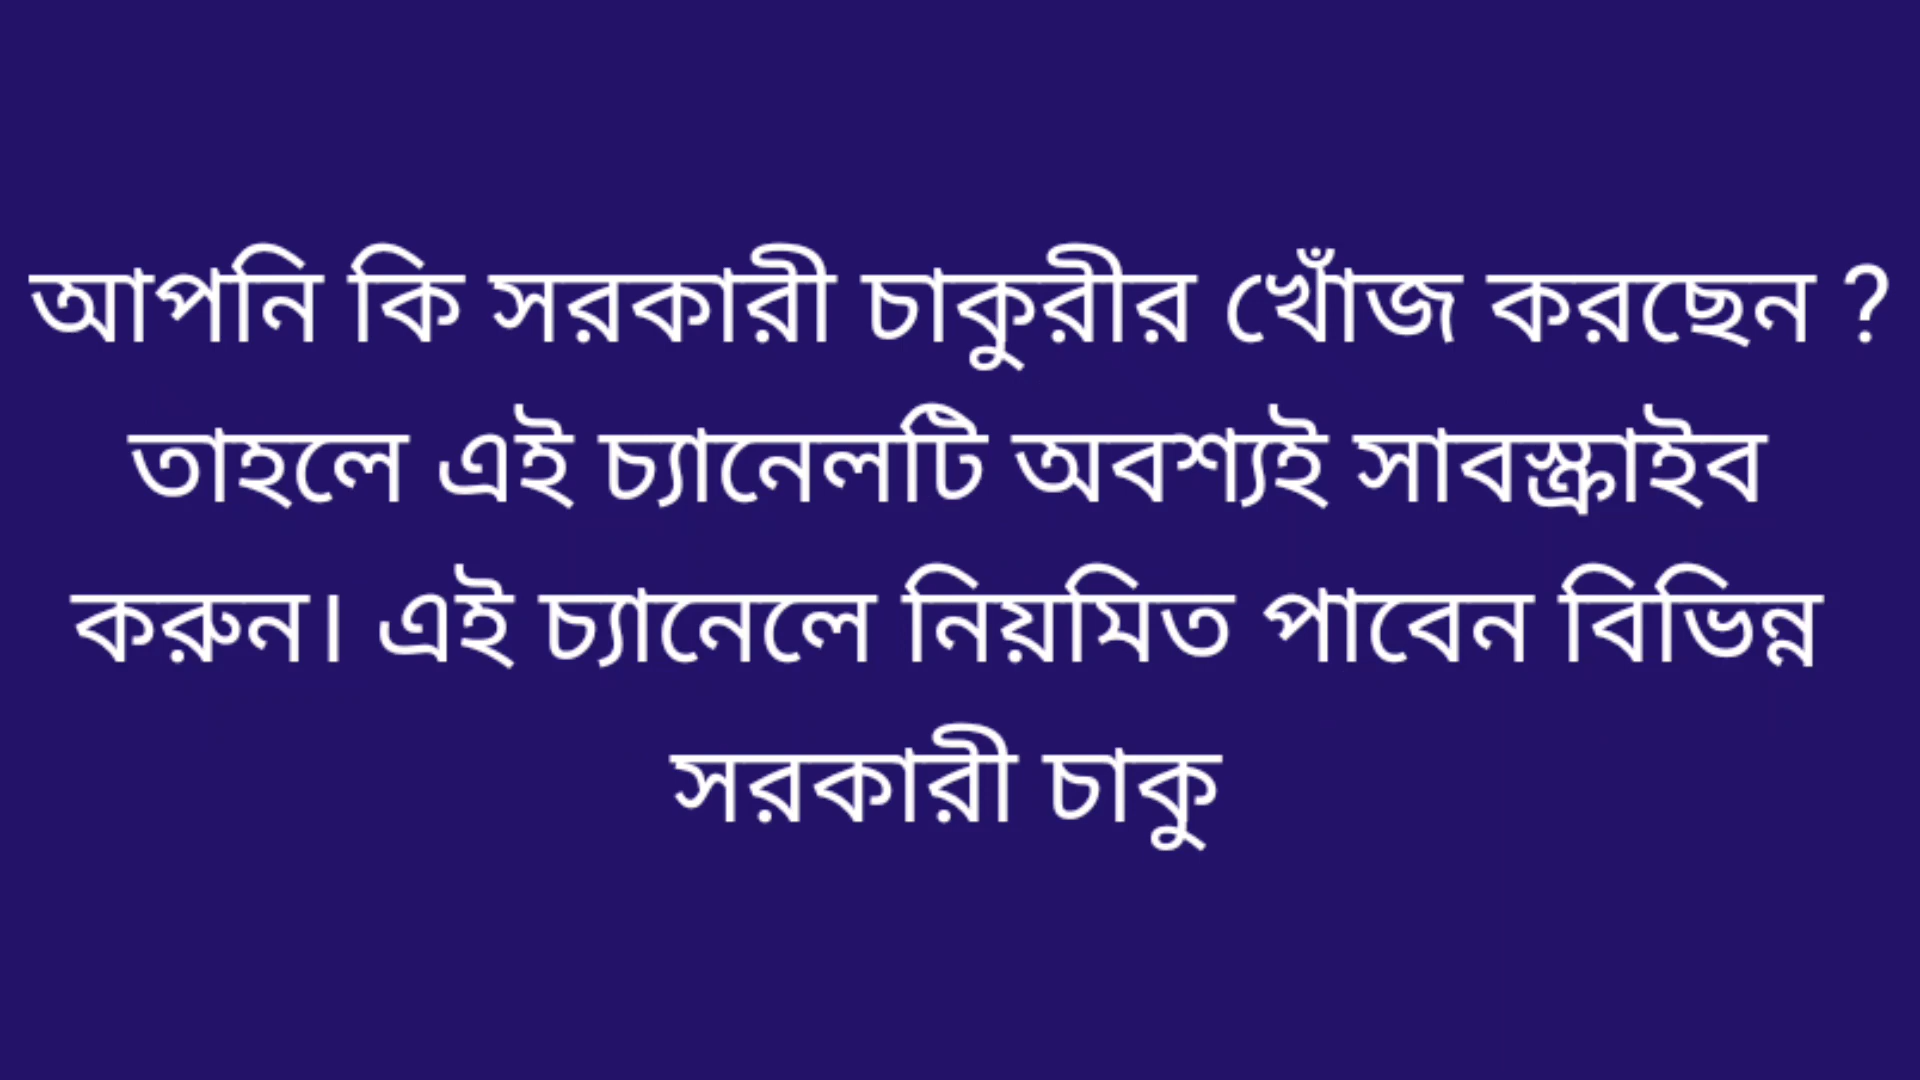 আপনি কি সরকারী চাকুরীর খোঁজ করছেন ?
তাহলে এই চ্যানেলটি অবশ্যই সাবস্ক্রাইব
করুন। এই চ্যানেলে নিয়মিত পাবেন বিভিন্ন
সরকারী চাকু